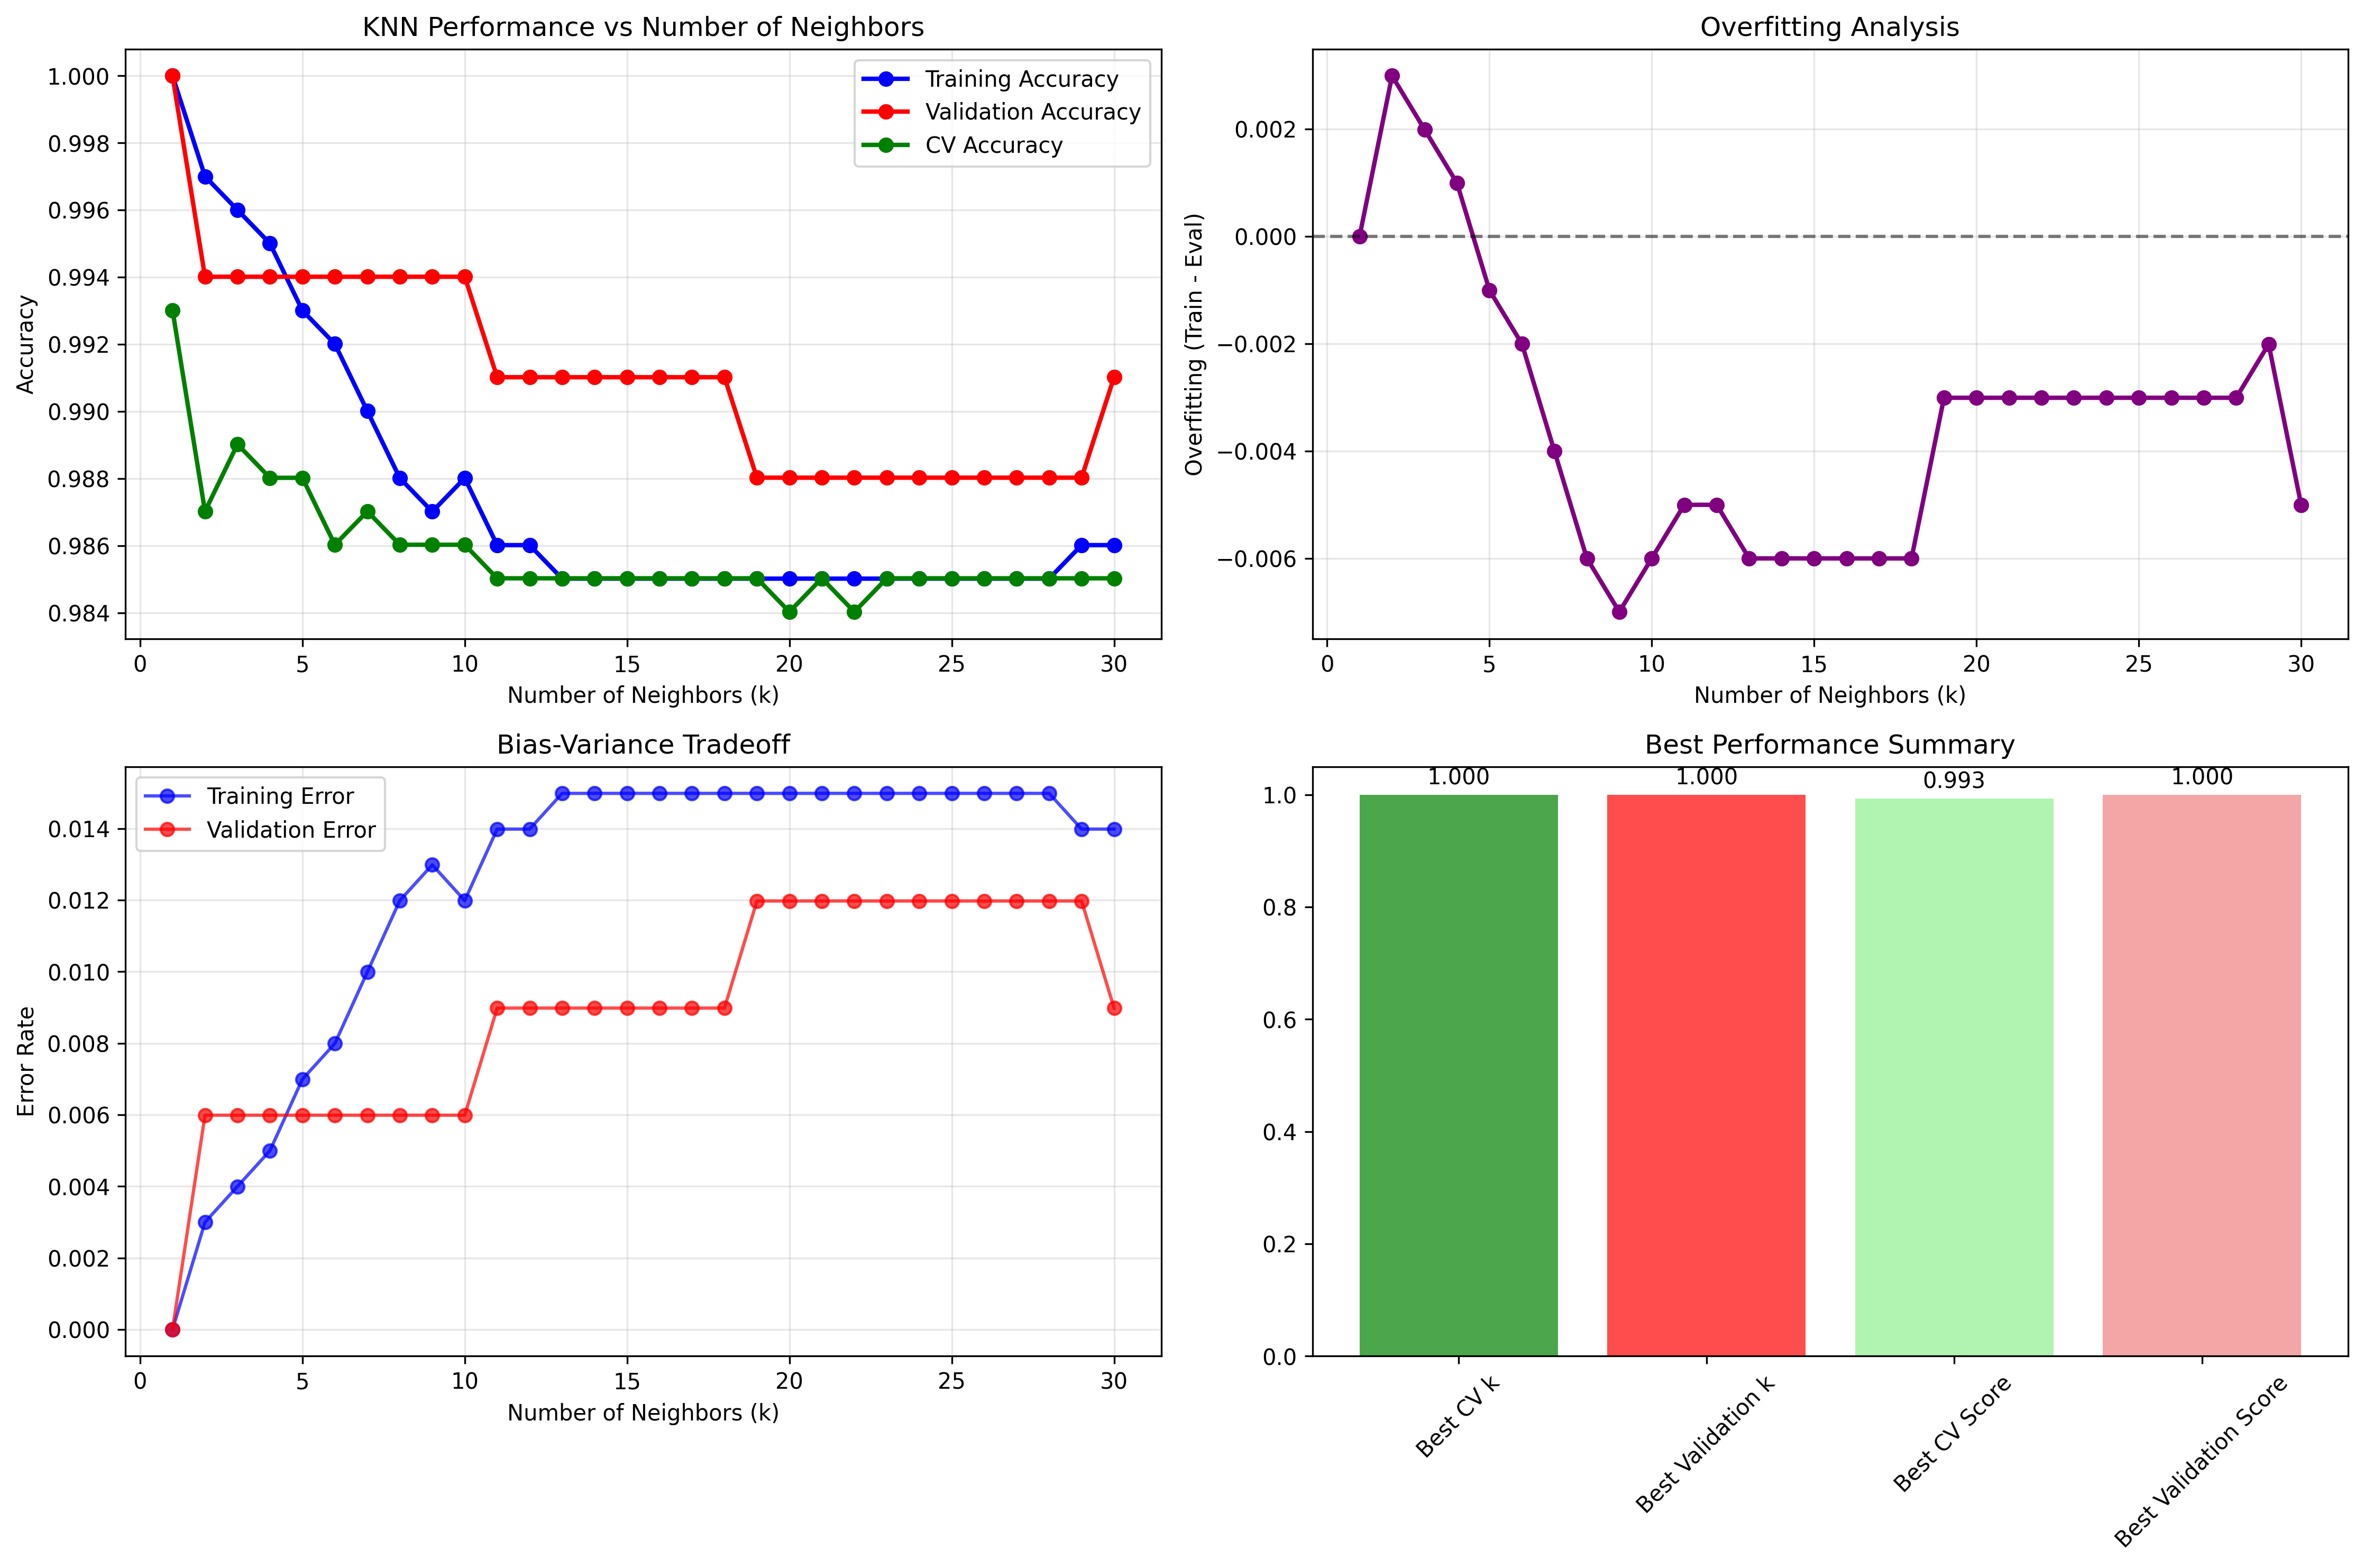 KNN Performance vs Number of Neighbors
1.000
0.998
0.996
0.994
0.992
0.990
0.988
0.986
0.984
Accuracy
Training Accuracy
Validation Accuracy
CV Accuracy
0 5 10 15 20 25 30
Number of Neighbors (k)
Overfitting Analysis
0.002
0.000
−0.002
−0.004
−0.006
Overfitting (Train - Eval)
0 5 10 15 20 25 30
Number of Neighbors (k)
Bias-Variance Tradeoff
Training Error
Validation Error
0.014
0.012
0.010
0.008
0.006
0.004
0.002
0.000
Error Rate
0 5 10 15 20 25 30
Number of Neighbors (k)
Best Performance Summary
1.000 1.000 0.993 1.000
1.0
0.8
0.6
0.4
0.2
0.0
Best CV k
Best Validation k
Best CV Score
Best Validation Score